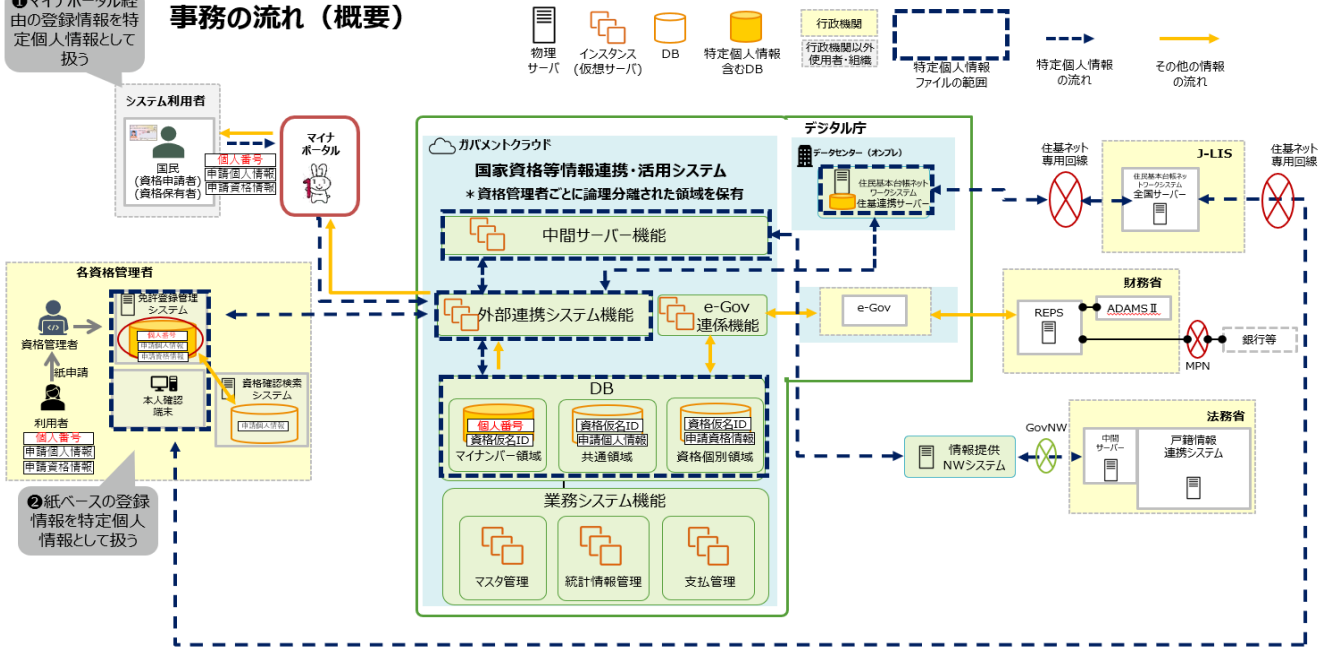 ❶マイナポータル経
由の登録情報を特
定個人情報として
扱う
事務の流れ（概要）
物理
サーバ
インスタンス
(仮想サーバ)
DB
特定個人情報
含むDB
行政機関
行政機関以外
使用者・組織
特定個人情報
ファイルの範囲
特定個人情報
の流れ
その他の情報
の流れ
システム利用者
国民
(資格申請者)
(資格保有者)
個人番号
申請個人情報
申請資格情報
マイナ
ポータル
ガバメントクラウド
国家資格等情報連携・活用システム
＊資格管理者ごとに論理分離された領域を保有
中間サーバー機能
外部連携システム機能
e-Gov
連係機能
DB
個人番号
資格仮名ID
マイナンバー領域
資格仮名ID
申請個人情報
共通領域
資格仮名ID
申請資格情報
資格個別領域
業務システム機能
マスタ管理
統計情報管理
支払管理
デジタル庁
データセンター（オンプレ）
住民基本台帳ネット
ワークシステム
住基連携サーバー
e-Gov
住基ネット
専用回線
J-LIS
住民基本台帳ネッ
トワークシステム
全国サーバー
住基ネット
専用回線
財務省
REPS
ADAMSⅡ
MPN
銀行等
法務省
情報提供
NWシステム
GovNW
中間
サーバー
戸籍情報
連携システム
各資格管理者
資格管理者
紙申請
利用者
個人番号
申請個人情報
申請資格情報
免許登録管理
システム
個人番号
申請個人情報
申請資格情報
本人確認
端末
資格確認検索
システム
申請個人情報
❷紙ベースの登録
情報を特定個人
情報として扱う